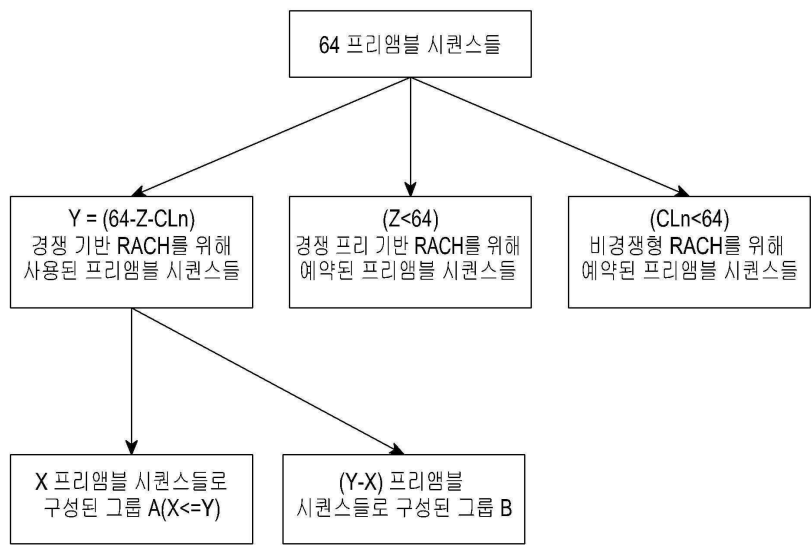 64 프리앰블 시퀀스들
Y = (64-Z-CLn)
경쟁 기반 RACH를 위해
사용된 프리앰블 시퀀스들
(Z<64)
경쟁 프리 기반 RACH를 위해
예약된 프리앰블 시퀀스들
(CLn<64)
비경쟁형 RACH를 위해
예약된 프리앰블 시퀀스들
X 프리앰블 시퀀스들로
구성된 그룹 A(X<=Y)
(Y-X) 프리앰블
시퀀스들로 구성된 그룹 B